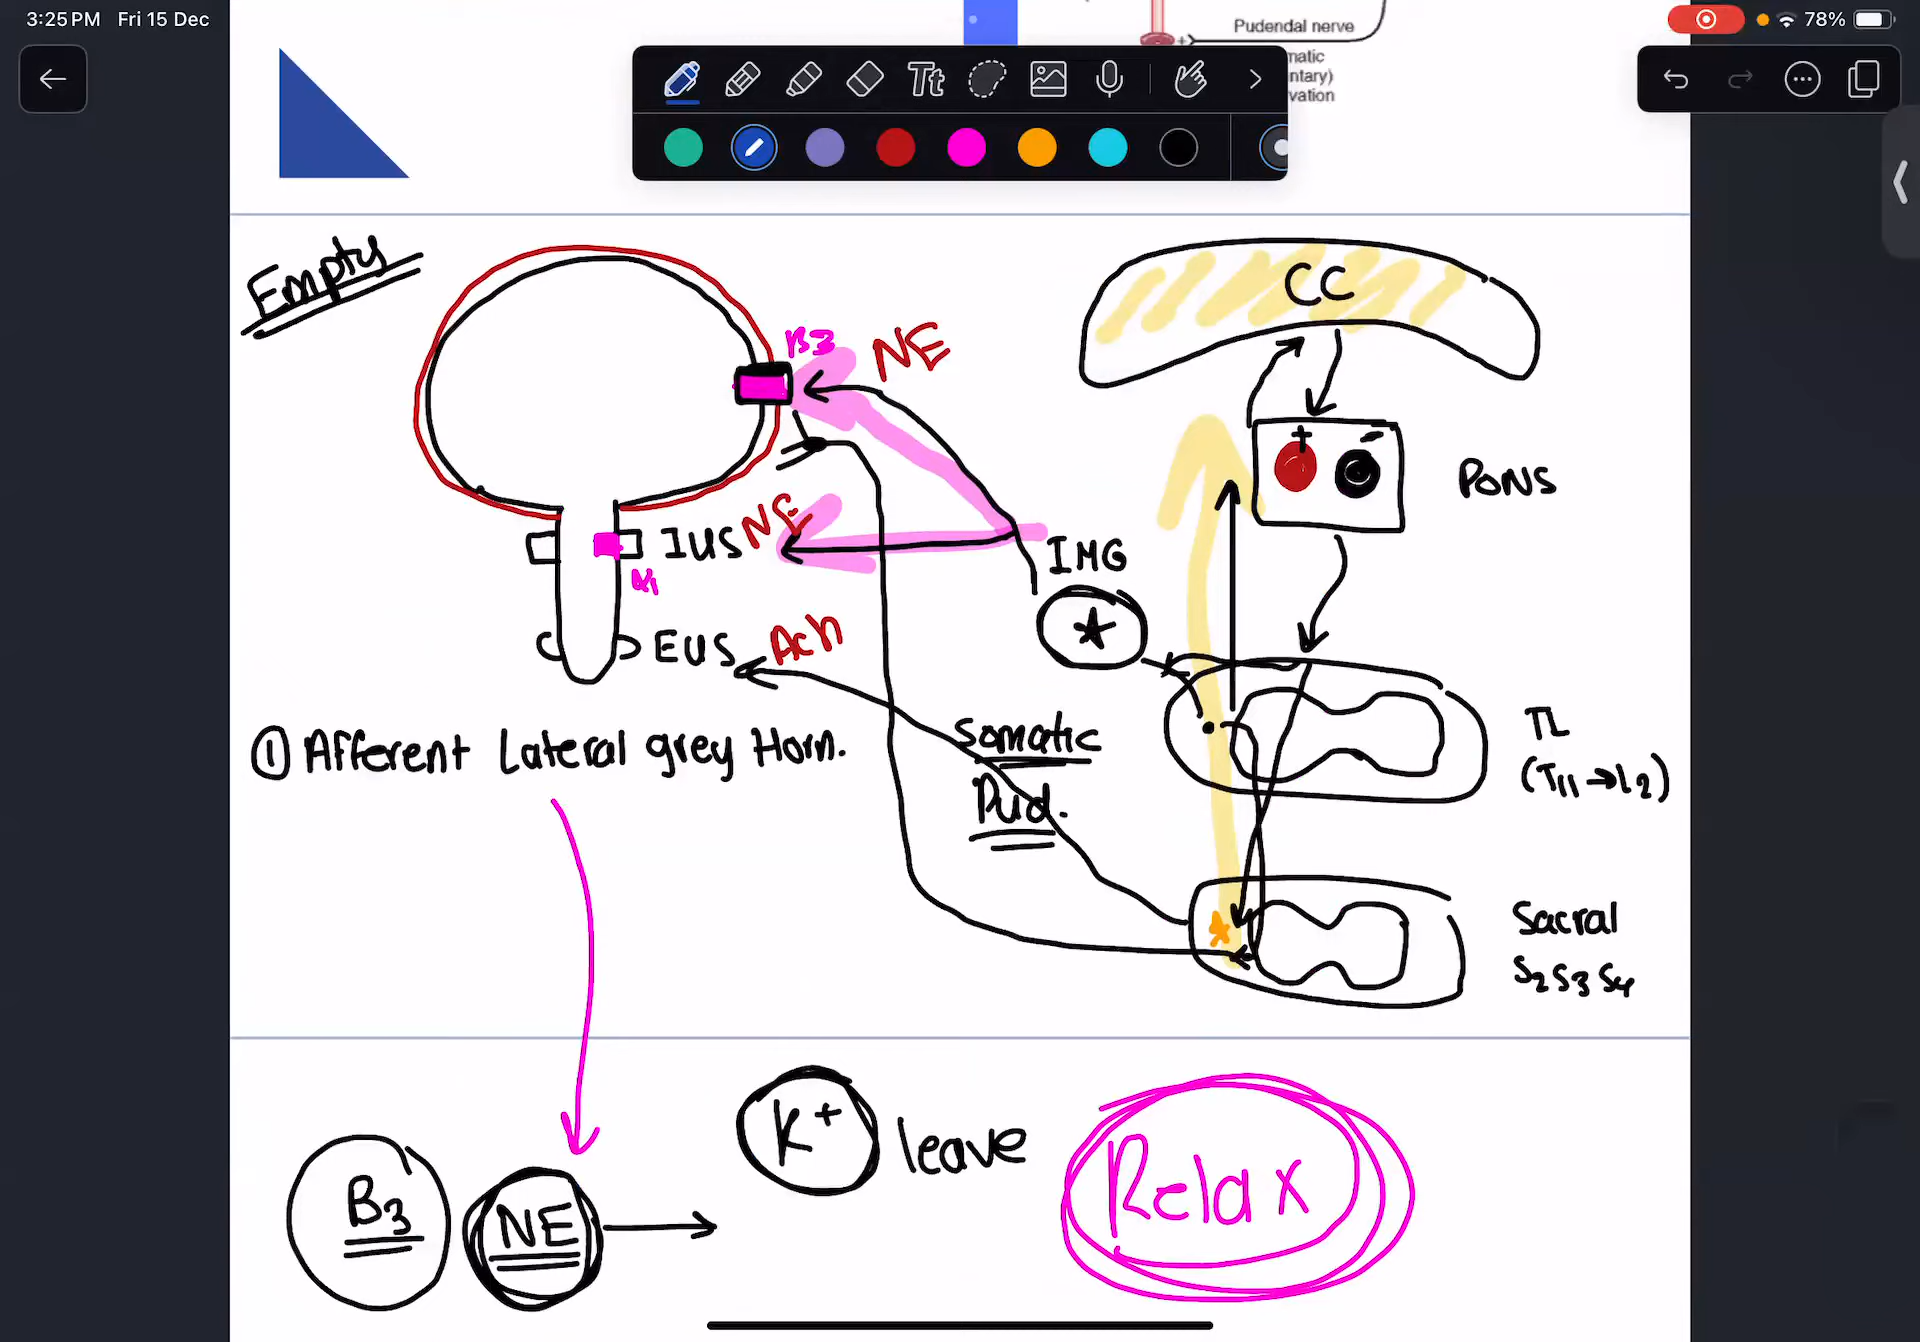 3:25 PM Fri 15 Dec
78%
Pudendal nerve
matic
ntary)
vation
Tt
Empty
CC
B3
NE
+ -
PONS
IUS
NE
α1
IMG
EUS
Ach
Somatic
Pud.
TL
(T11→L2)
① Afferent Lateral grey Horn.
Sacral
S2 S3 S4
K+
leave
Relax
B3
NE